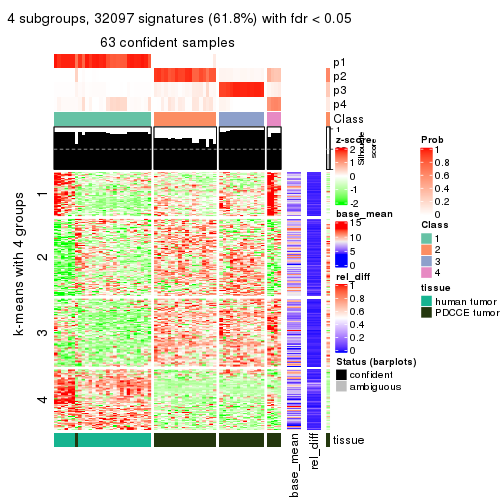 4 subgroups, 32097 signatures (61.8%) with fdr < 0.05
63 confident samples
p1
p2
p3
p4
Class
1
Silhouette score
k-means with 4 groups
1
2
3
4
z-score
2
1
0
-1
-2
base_mean
15
10
5
0
rel_diff
1
0.8
0.6
0.4
0.2
0
Status (barplots)
confident
ambiguous
Prob
1
0.8
0.6
0.4
0.2
0
Class
1
2
3
4
tissue
human tumor
PDCCE tumor
tissue
base_mean
rel_diff